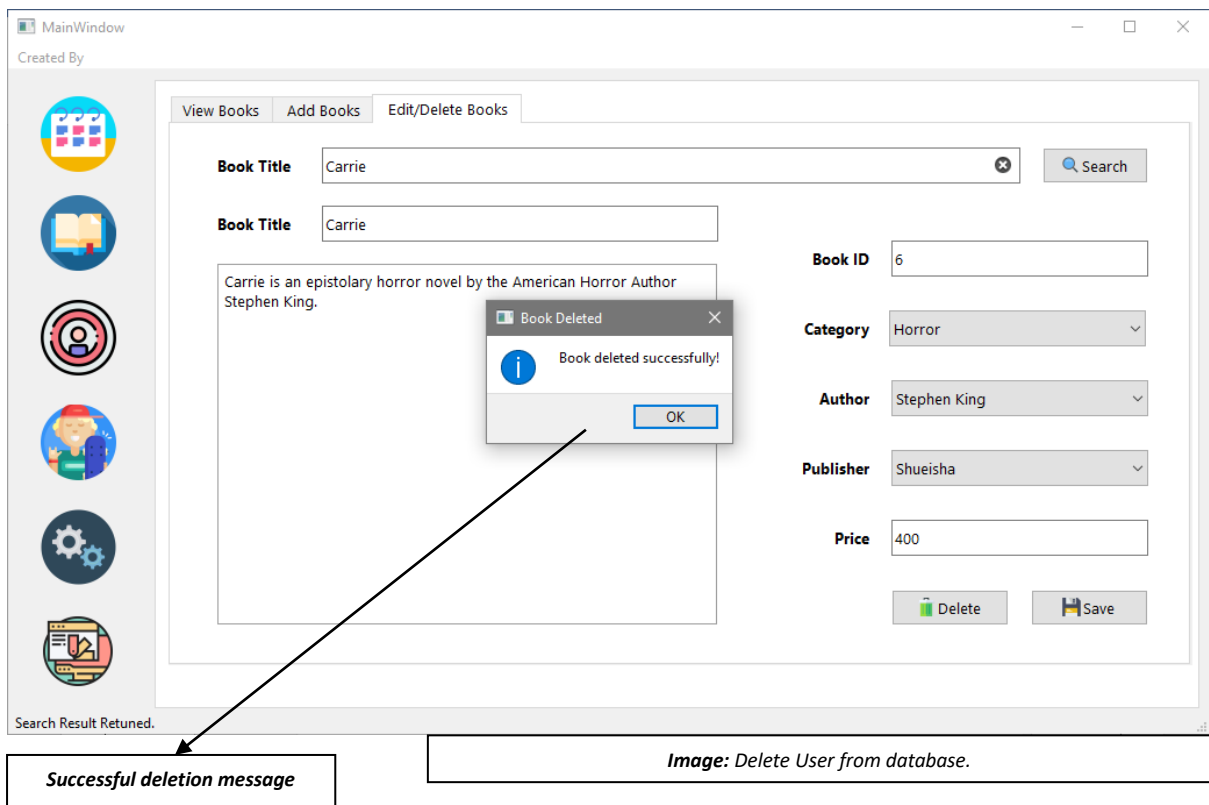 MainWindow
Created By
View Books Add Books Edit/Delete Books
Book Title Carrie Search
Book Title Carrie
Carrie is an epistolary horror novel by the American Horror Author
Stephen King.
Book ID 6
Category Horror
Author Stephen King
Publisher Shueisha
Price 400
Delete Save
Book Deleted
Book deleted successfully!
OK
Search Result Retuned.
Successful deletion message
Image: Delete User from database.